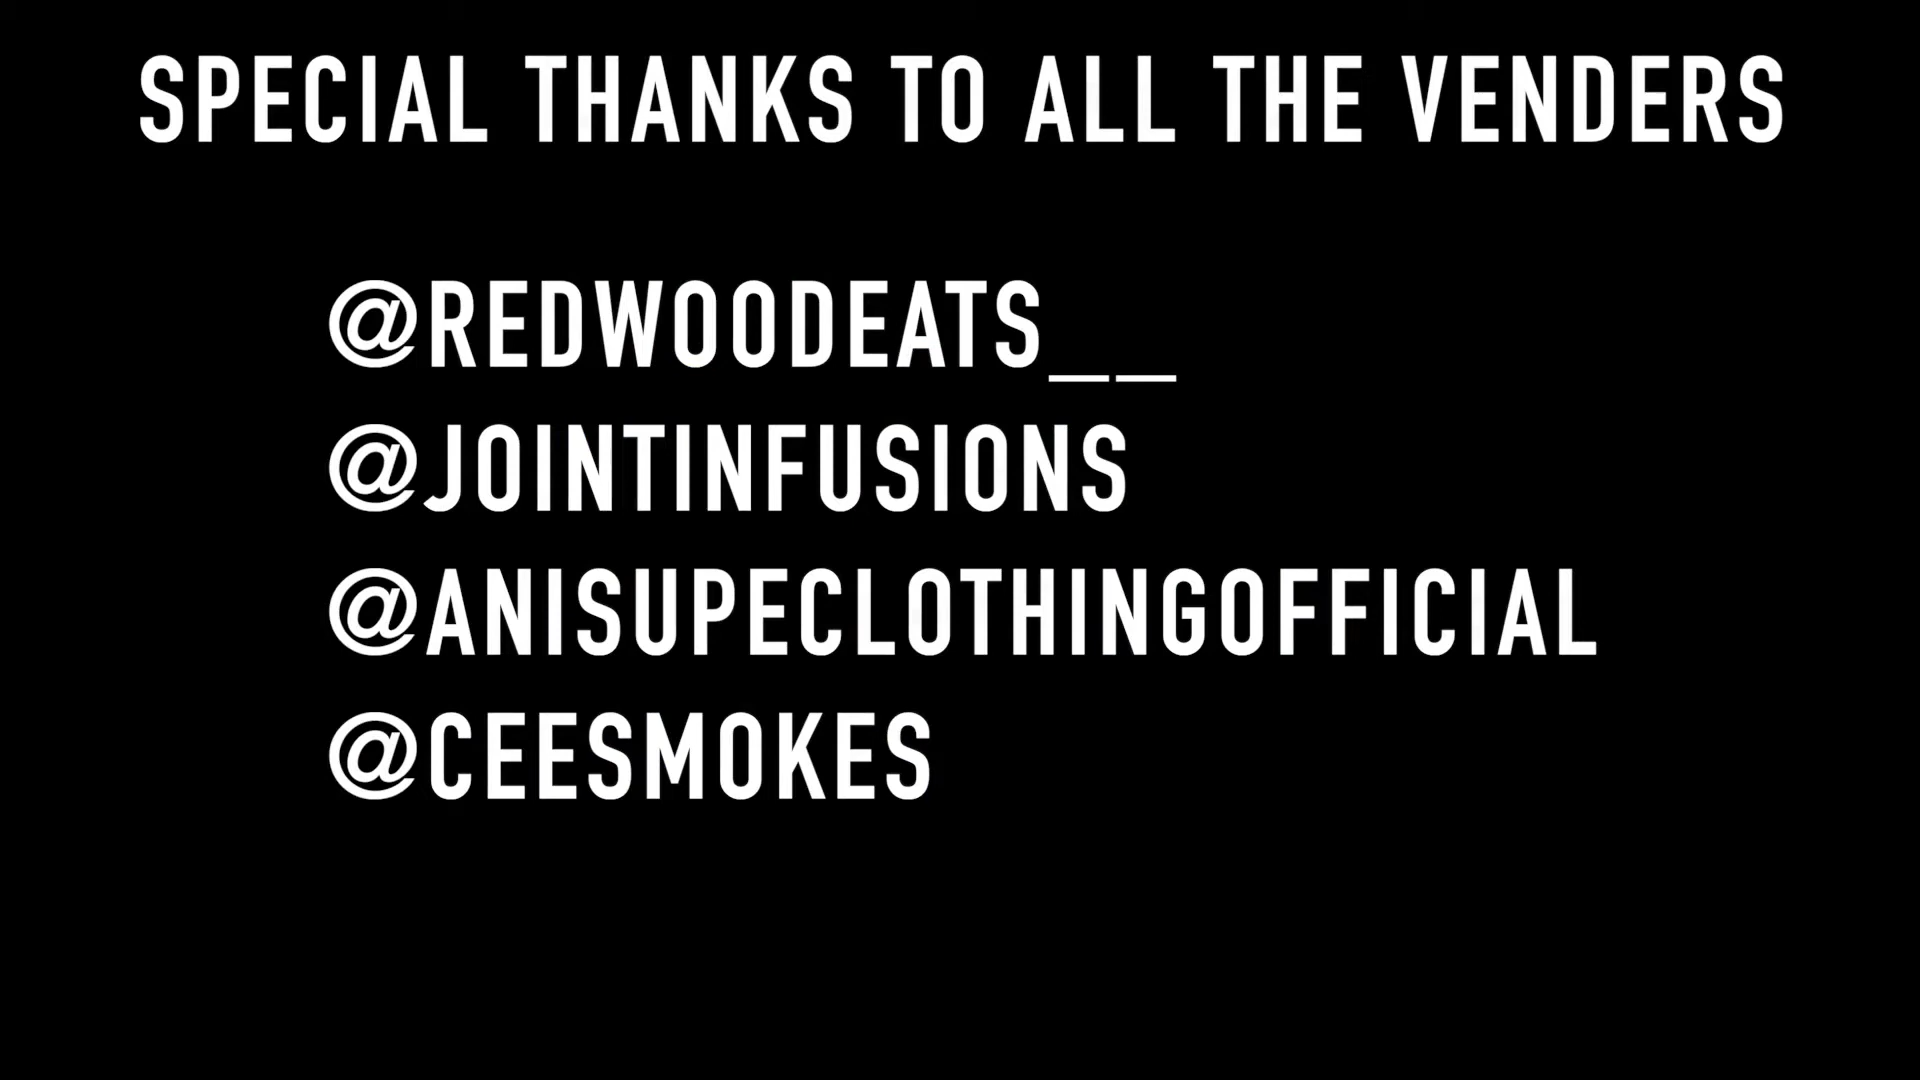 SPECIAL THANKS TO ALL THE VENDERS
@REDWOODEATS__
@JOINTINFUSIONS
@ANISUPECLOTHINGOFFICIAL
@CEESMOKES